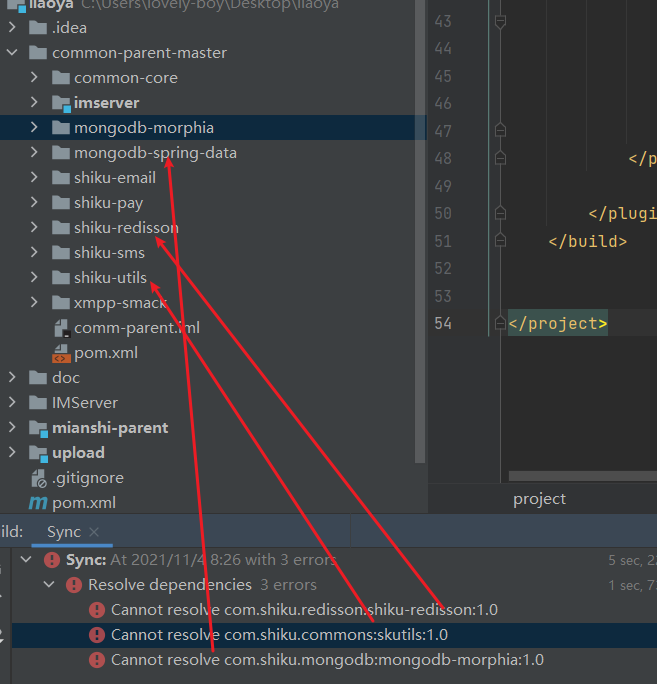 liaoya C:\Users\lovely-boy\Desktop\liaoya
.idea
common-parent-master
common-core
imserver
mongodb-morphia
mongodb-spring-data
shiku-email
shiku-pay
shiku-redisson
shiku-sms
shiku-utils
xmpp-smack
comm-parent.iml
pom.xml
doc
IMServer
mianshi-parent
upload
.gitignore
pom.xml
43
44
45
46
47
48 </p
49
50 </plugi
51 </build>
52
53
54 </project>
project
ild: Sync
Sync: At 2021/11/4 8:26 with 3 errors 5 sec, 2
Resolve dependencies 3 errors 1 sec, 7
Cannot resolve com.shiku.redisson:shiku-redisson:1.0
Cannot resolve com.shiku.commons:skutils:1.0
Cannot resolve com.shiku.mongodb:mongodb-morphia:1.0